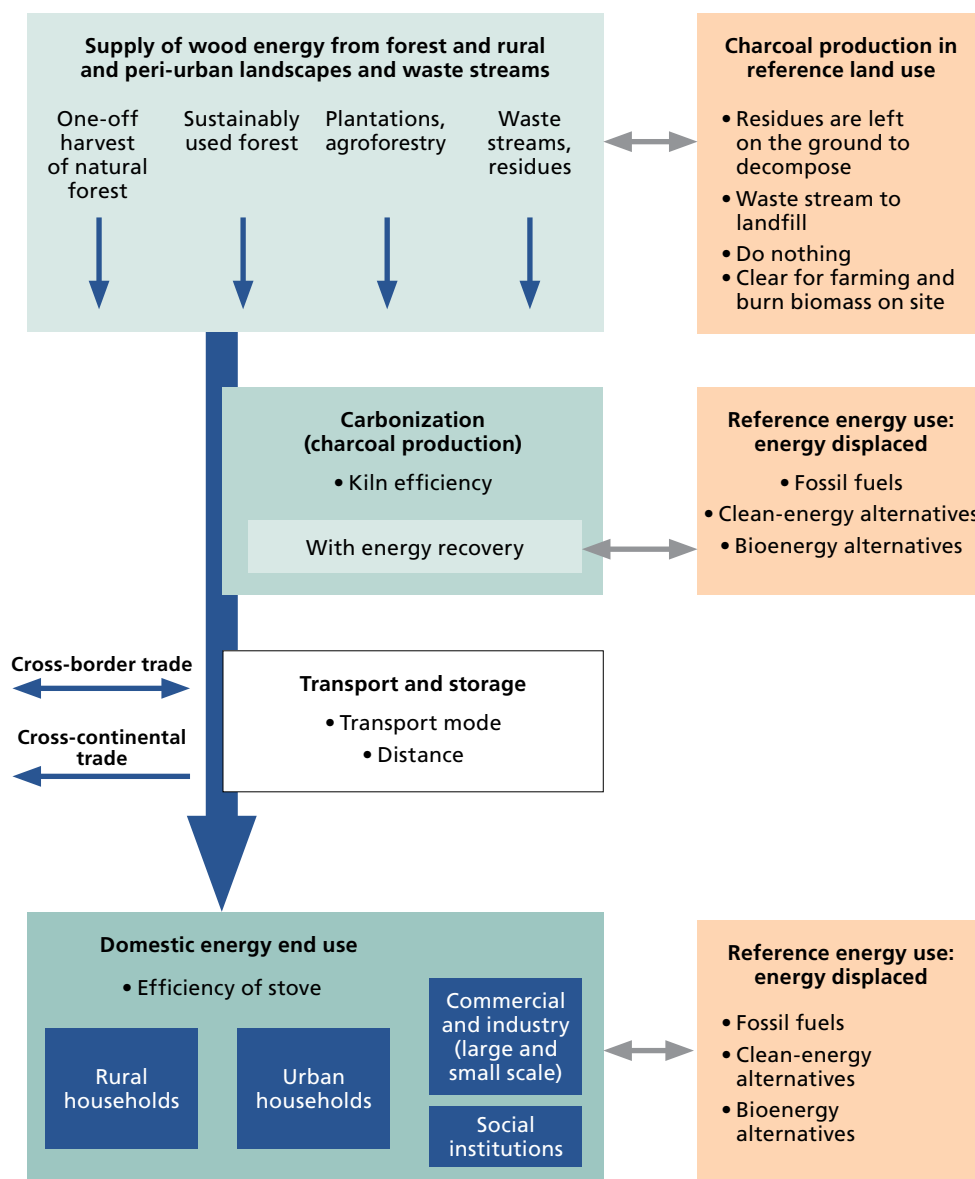 Supply of wood energy from forest and rural
and peri-urban landscapes and waste streams
One-off
harvest
of natural
forest
Sustainably
used forest
Plantations,
agroforestry
Waste
streams,
residues
Charcoal production in
reference land use
• Residues are left
on the ground to
decompose
• Waste stream to
landfill
• Do nothing
• Clear for farming and
burn biomass on site
Carbonization
(charcoal production)
• Kiln efficiency
With energy recovery
Reference energy use:
energy displaced
• Fossil fuels
• Clean-energy alternatives
• Bioenergy alternatives
Cross-border trade
Cross-continental
trade
Transport and storage
• Transport mode
• Distance
Domestic energy end use
• Efficiency of stove
Rural
households
Urban
households
Commercial
and industry
(large and
small scale)
Social
institutions
Reference energy use:
energy displaced
• Fossil fuels
• Clean-energy
alternatives
• Bioenergy
alternatives